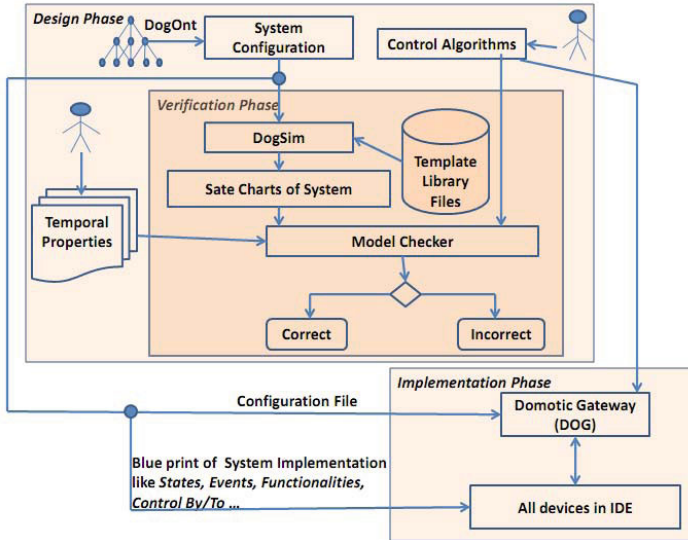 Design Phase
DogOnt
System
Configuration
Control Algorithms
Verification Phase
DogSim
Template
Library
Files
Sate Charts of System
Temporal
Properties
Model Checker
Correct
Incorrect
Implementation Phase
Configuration File
Domotic Gateway
(DOG)
Blue print of System Implementation
like States, Events, Functionalities,
Control By/To ...
All devices in IDE